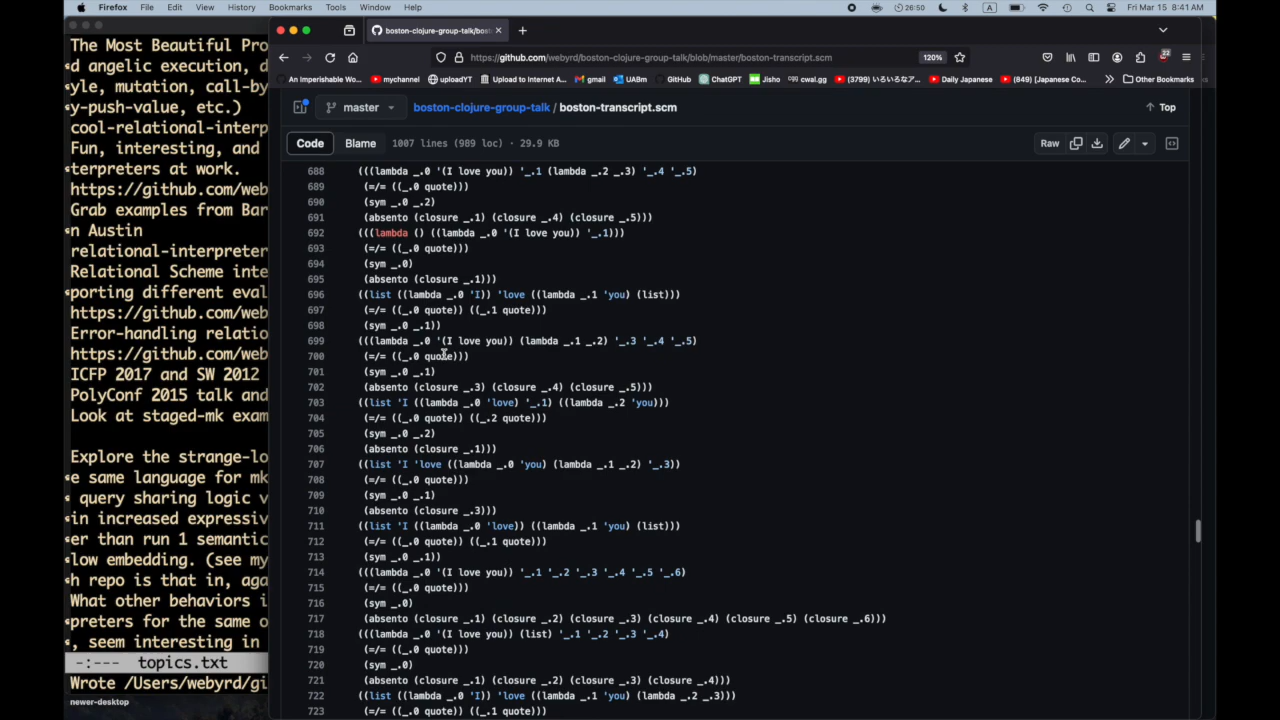 Firefox File Edit View History Bookmarks Tools Window Help 26:50 A 22 Fri Mar 15 8:41 AM
boston-clojure-group-talk/bost
https://github.com/webyrd/boston-clojure-group-talk/blob/master/boston-transcript.scm 120%
An Imperishable Wo mychannel uploadYT Upload to Internet A... gmail UABm GitHub ChatGPT Jisho cwal.gg (3799) いろいろなア... Daily Japanese (849) [Japanese Co... Other Bookmarks
master boston-clojure-group-talk / boston-transcript.scm Top
Code Blame 1007 lines (989 loc) · 29.9 KB Raw
688 (((lambda _.0 '(I love you)) '_.1 (lambda _.2 _.3) '_.4 '_.5)
689 (=/= ((_.0 quote)))
690 (sym _.0 _.2)
691 (absento (closure _.1) (closure _.4) (closure _.5)))
692 (((lambda () ((lambda _.0 '(I love you)) '_.1)))
693 (=/= ((_.0 quote)))
694 (sym _.0)
695 (absento (closure _.1)))
696 ((list ((lambda _.0 'I)) 'love ((lambda _.1 'you) (list)))
697 (=/= ((_.0 quote)) ((_.1 quote)))
698 (sym _.0 _.1))
699 (((lambda _.0 '(I love you)) (lambda _.1 _.2) '_.3 '_.4 '_.5)
700 (=/= ((_.0 quote)))
701 (sym _.0 _.1)
702 (absento (closure _.3) (closure _.4) (closure _.5)))
703 ((list 'I ((lambda _.0 'love) '_.1) ((lambda _.2 'you)))
704 (=/= ((_.0 quote)) ((_.2 quote)))
705 (sym _.0 _.2)
706 (absento (closure _.1)))
707 ((list 'I 'love ((lambda _.0 'you) (lambda _.1 _.2) '_.3))
708 (=/= ((_.0 quote)))
709 (sym _.0 _.1)
710 (absento (closure _.3)))
711 ((list 'I ((lambda _.0 'love)) ((lambda _.1 'you) (list)))
712 (=/= ((_.0 quote)) ((_.1 quote)))
713 (sym _.0 _.1))
714 (((lambda _.0 '(I love you)) '_.1 '_.2 '_.3 '_.4 '_.5 '_.6)
715 (=/= ((_.0 quote)))
716 (sym _.0)
717 (absento (closure _.1) (closure _.2) (closure _.3) (closure _.4) (closure _.5) (closure _.6)))
718 (((lambda _.0 '(I love you)) (list) '_.1 '_.2 '_.3 '_.4)
719 (=/= ((_.0 quote)))
720 (sym _.0)
721 (absento (closure _.1) (closure _.2) (closure _.3) (closure _.4)))
722 ((list ((lambda _.0 'I)) 'love ((lambda _.1 'you) (lambda _.2 _.3)))
723 (=/= ((_.0 quote)) ((_.1 quote)))
The Most Beautiful Pro
d angelic execution, d
yle, mutation, call-by
y-push-value, etc.)
cool-relational-interp
Fun, interesting, and
terpreters at work.
https://github.com/web
Grab examples from Bar
n Austin
relational-interpreter
Relational Scheme inte
porting different eval
https://github.com/web
Error-handling relatio
https://github.com/web
ICFP 2017 and SW 2012
PolyConf 2015 talk and
Look at staged-mk exam
Explore the strange-lo
e same language for mk
query sharing logic v
in increased expressiv
er than run 1 semantic
low embedding. (see my
h repo is that in, aga
What other behaviors i
preters for the same o
, seem interesting in
-:--- topics.txt
Wrote /Users/webyrd/gi
newer-desktop